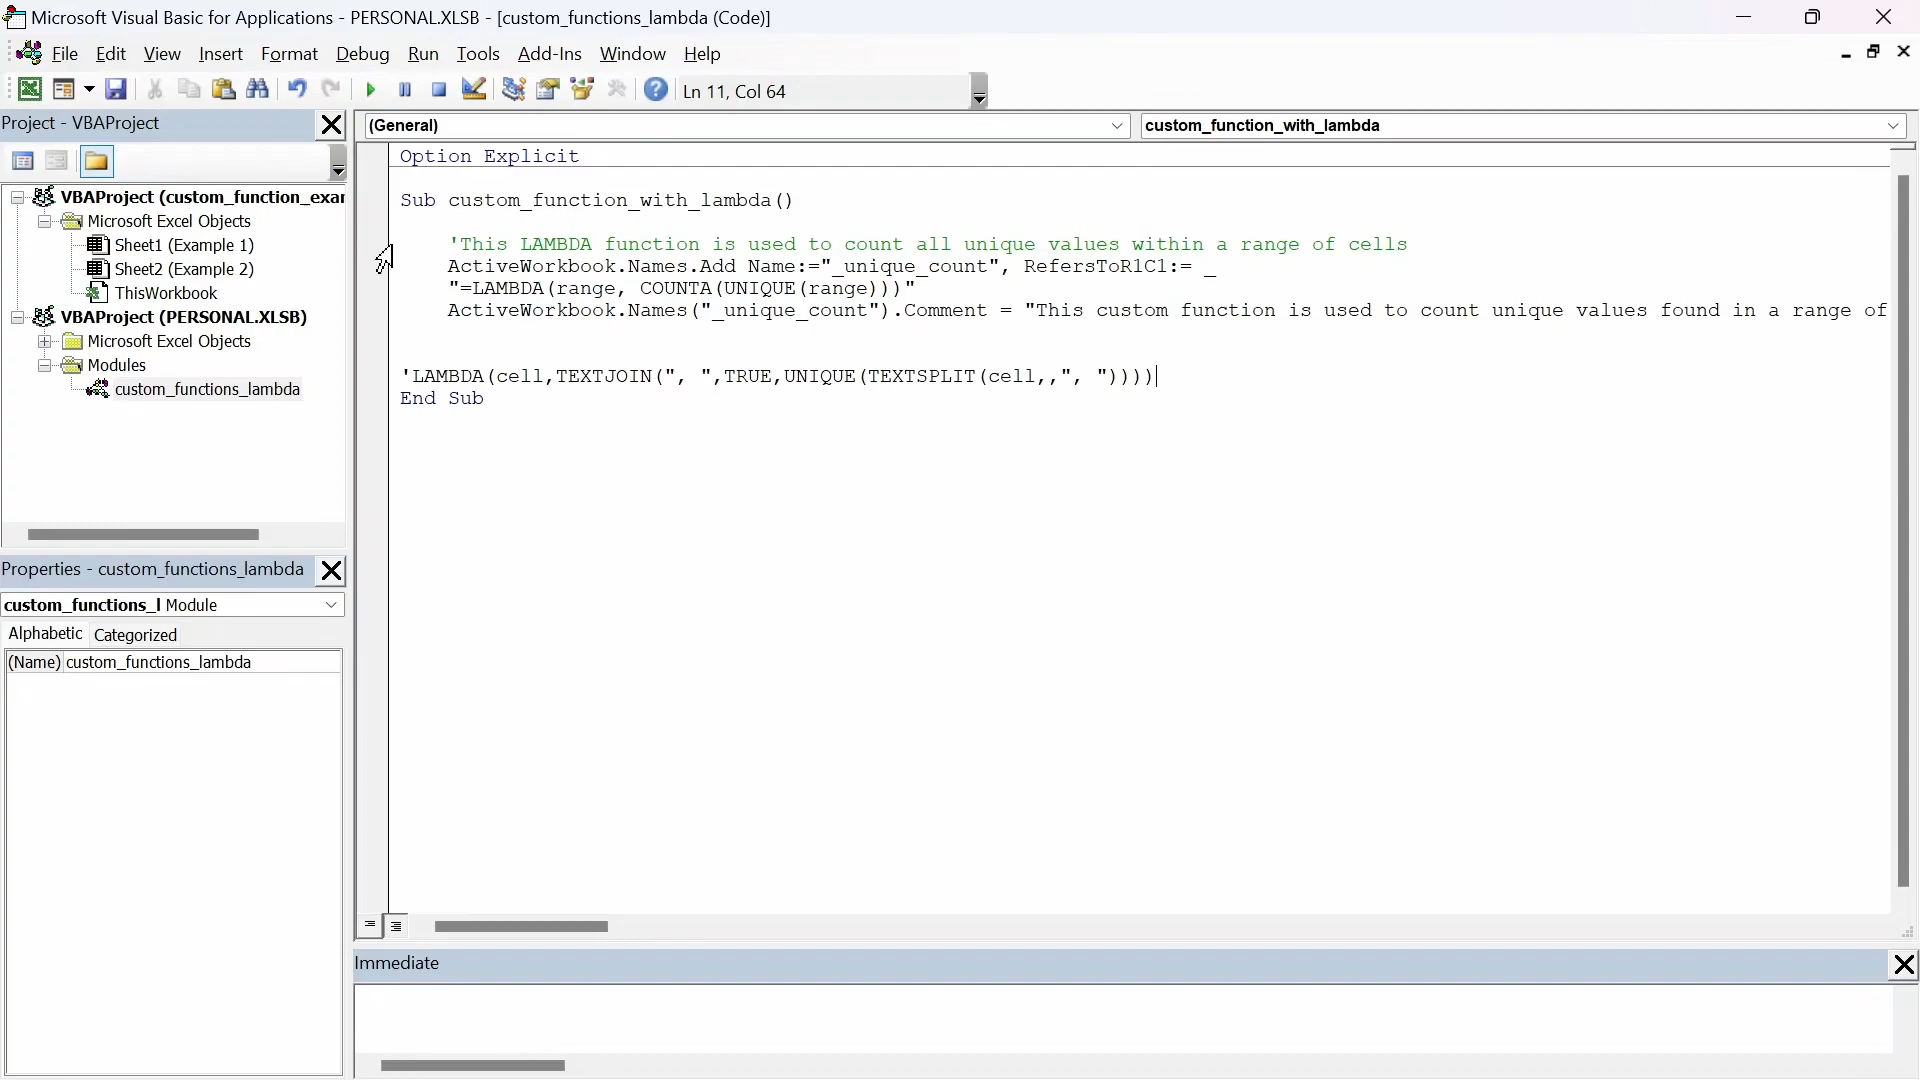 Microsoft Visual Basic for Applications - PERSONAL.XLSB - [custom_functions_lambda (Code)]
File Edit View Insert Format Debug Run Tools Add-Ins Window Help
Ln 11, Col 64
Project - VBAProject
VBAProject (custom_function_exar
Microsoft Excel Objects
Sheet1 (Example 1)
Sheet2 (Example 2)
ThisWorkbook
VBAProject (PERSONAL.XLSB)
Microsoft Excel Objects
Modules
custom_functions_lambda
Properties - custom_functions_lambda
custom_functions_l Module
Alphabetic Categorized
(Name) custom_functions_lambda
(General) custom_function_with_lambda
Option Explicit
Sub custom_function_with_lambda()
'This LAMBDA function is used to count all unique values within a range of cells
ActiveWorkbook.Names.Add Name:="_unique_count", RefersToR1C1:= _
"=LAMBDA(range, COUNTA(UNIQUE(range)))"
ActiveWorkbook.Names("_unique_count").Comment = "This custom function is used to count unique values found in a range of
'LAMBDA(cell,TEXTJOIN(", ",TRUE,UNIQUE(TEXTSPLIT(cell,,", "))))
End Sub
Immediate